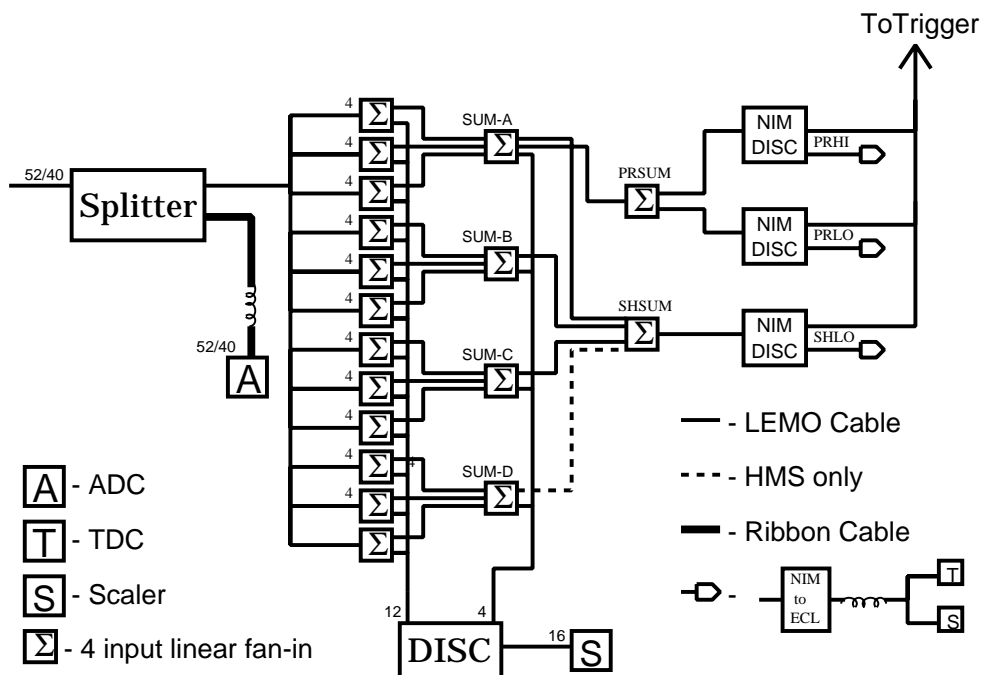 ToTrigger
4
Σ
4
Σ
4
Σ
4
Σ
4
Σ
4
Σ
4
Σ
4
Σ
4
Σ
4
Σ
4
4
Σ
4
Σ
SUM-A
Σ
SUM-B
Σ
SUM-C
Σ
SUM-D
Σ
52/40
Splitter
52/40
A
PRSUM
Σ
SHSUM
Σ
NIM
DISC
PRHI
NIM
DISC
PRLO
NIM
DISC
SHLO
12
4
DISC
16
S
A - ADC
T - TDC
S - Scaler
Σ - 4 input linear fan-in
- LEMO Cable
- HMS only
- Ribbon Cable
-
NIM
to
ECL
T
S